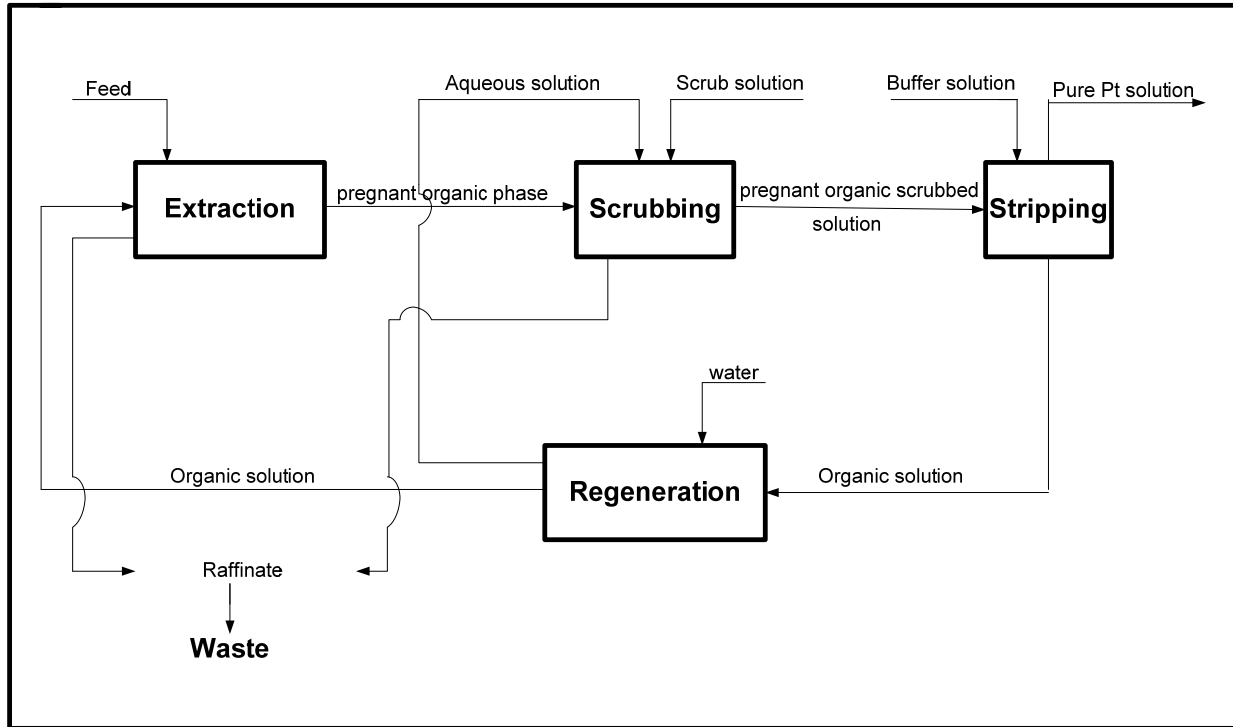 Feed
Aqueous solution
Scrub solution
Buffer solution
Pure Pt solution
Extraction
pregnant organic phase
Scrubbing
pregnant organic scrubbed
solution
Stripping
water
Organic solution
Regeneration
Organic solution
Raffinate
Waste